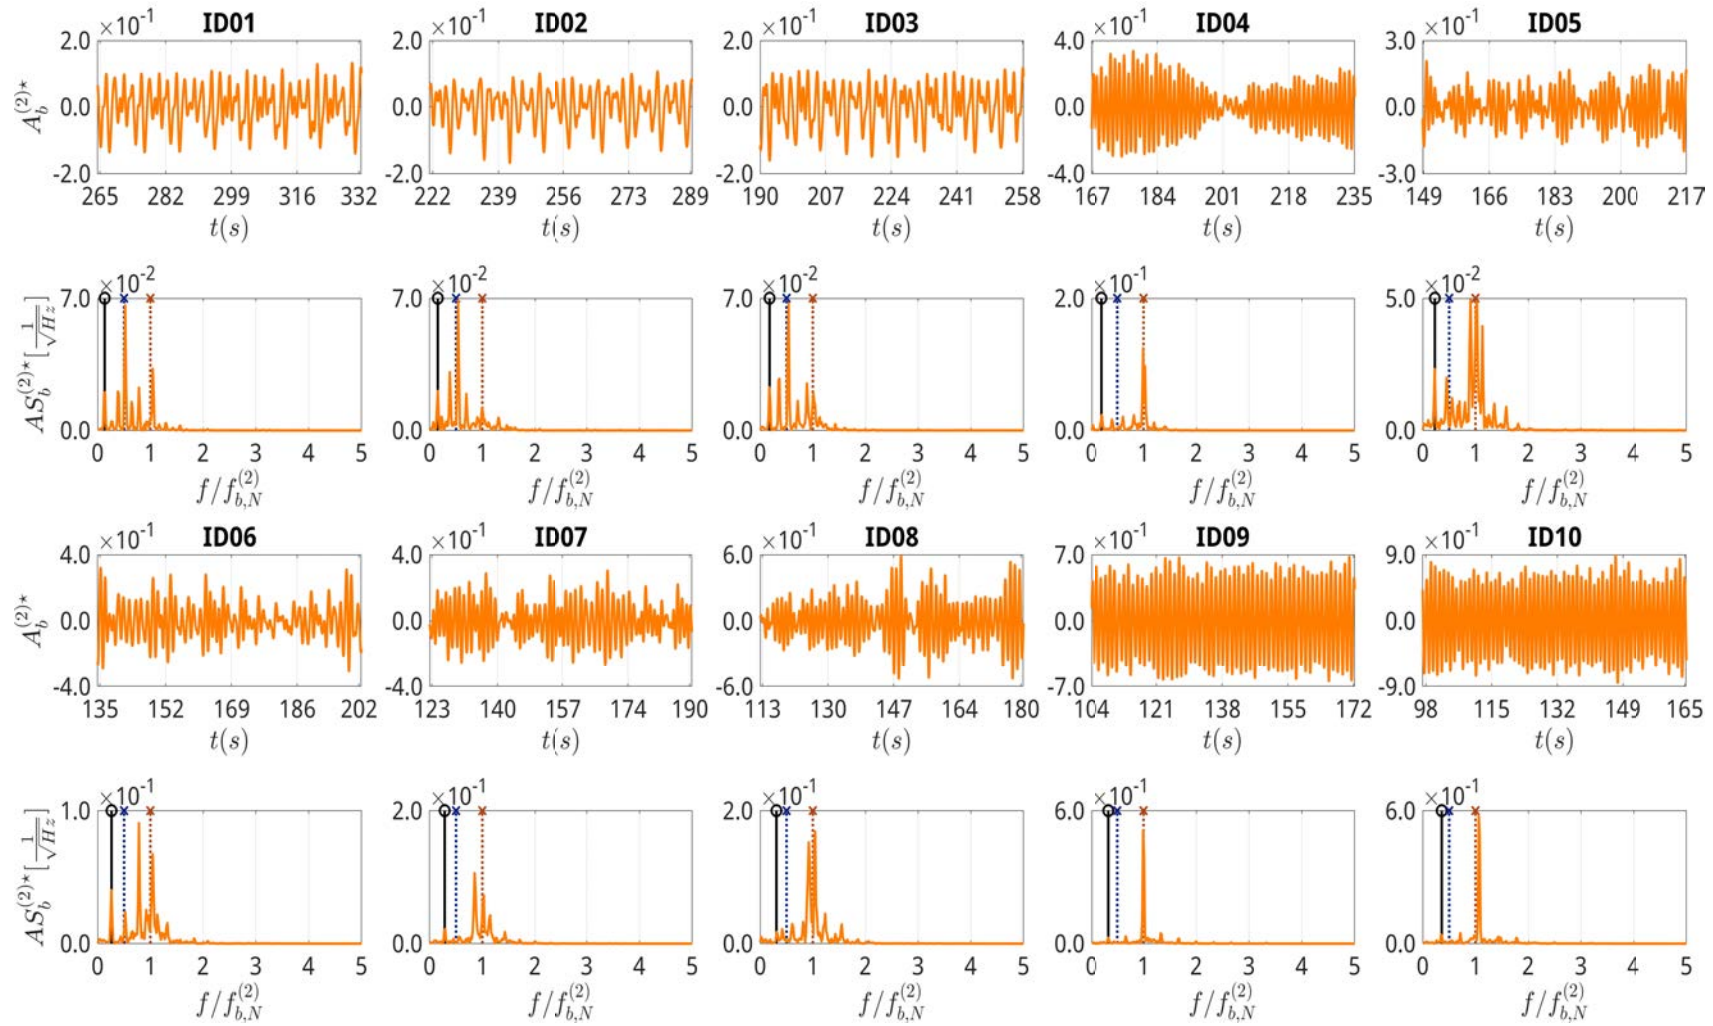 ×10⁻¹ ID01 ×10⁻¹ ID02 ×10⁻¹ ID03 ×10⁻¹ ID04 ×10⁻¹ ID05
2.0 2.0 2.0 4.0 3.0
A_b^{(2)⋆} 0.0 0.0 0.0 0.0 0.0
-2.0 -2.0 -2.0 -4.0 -3.0
265 282 299 316 332 222 239 256 273 289 190 207 224 241 258 167 184 201 218 235 149 166 183 200 217
t(s) t(s) t(s) t(s) t(s)
×10⁻² ×10⁻² ×10⁻² ×10⁻¹ ×10⁻²
7.0 7.0 7.0 2.0 5.0
AS_b^{(2)⋆}[1/√Hz]
0.0 0.0 0.0 0.0 0.0
0 1 2 3 4 5 0 1 2 3 4 5 0 1 2 3 4 5 0 1 2 3 4 5 0 1 2 3 4 5
f/f_{b,N}^{(2)} f/f_{b,N}^{(2)} f/f_{b,N}^{(2)} f/f_{b,N}^{(2)} f/f_{b,N}^{(2)}
×10⁻¹ ID06 ×10⁻¹ ID07 ×10⁻¹ ID08 ×10⁻¹ ID09 ×10⁻¹ ID10
4.0 4.0 6.0 7.0 9.0
A_b^{(2)⋆} 0.0 0.0 0.0 0.0 0.0
-4.0 -4.0 -6.0 -7.0 -9.0
135 152 169 186 202 123 140 157 174 190 113 130 147 164 180 104 121 138 155 172 98 115 132 149 165
t(s) t(s) t(s) t(s) t(s)
×10⁻¹ ×10⁻¹ ×10⁻¹ ×10⁻¹ ×10⁻¹
1.0 2.0 2.0 6.0 6.0
AS_b^{(2)⋆}[1/√Hz]
0.0 0.0 0.0 0.0 0.0
0 1 2 3 4 5 0 1 2 3 4 5 0 1 2 3 4 5 0 1 2 3 4 5 0 1 2 3 4 5
f/f_{b,N}^{(2)} f/f_{b,N}^{(2)} f/f_{b,N}^{(2)} f/f_{b,N}^{(2)} f/f_{b,N}^{(2)}